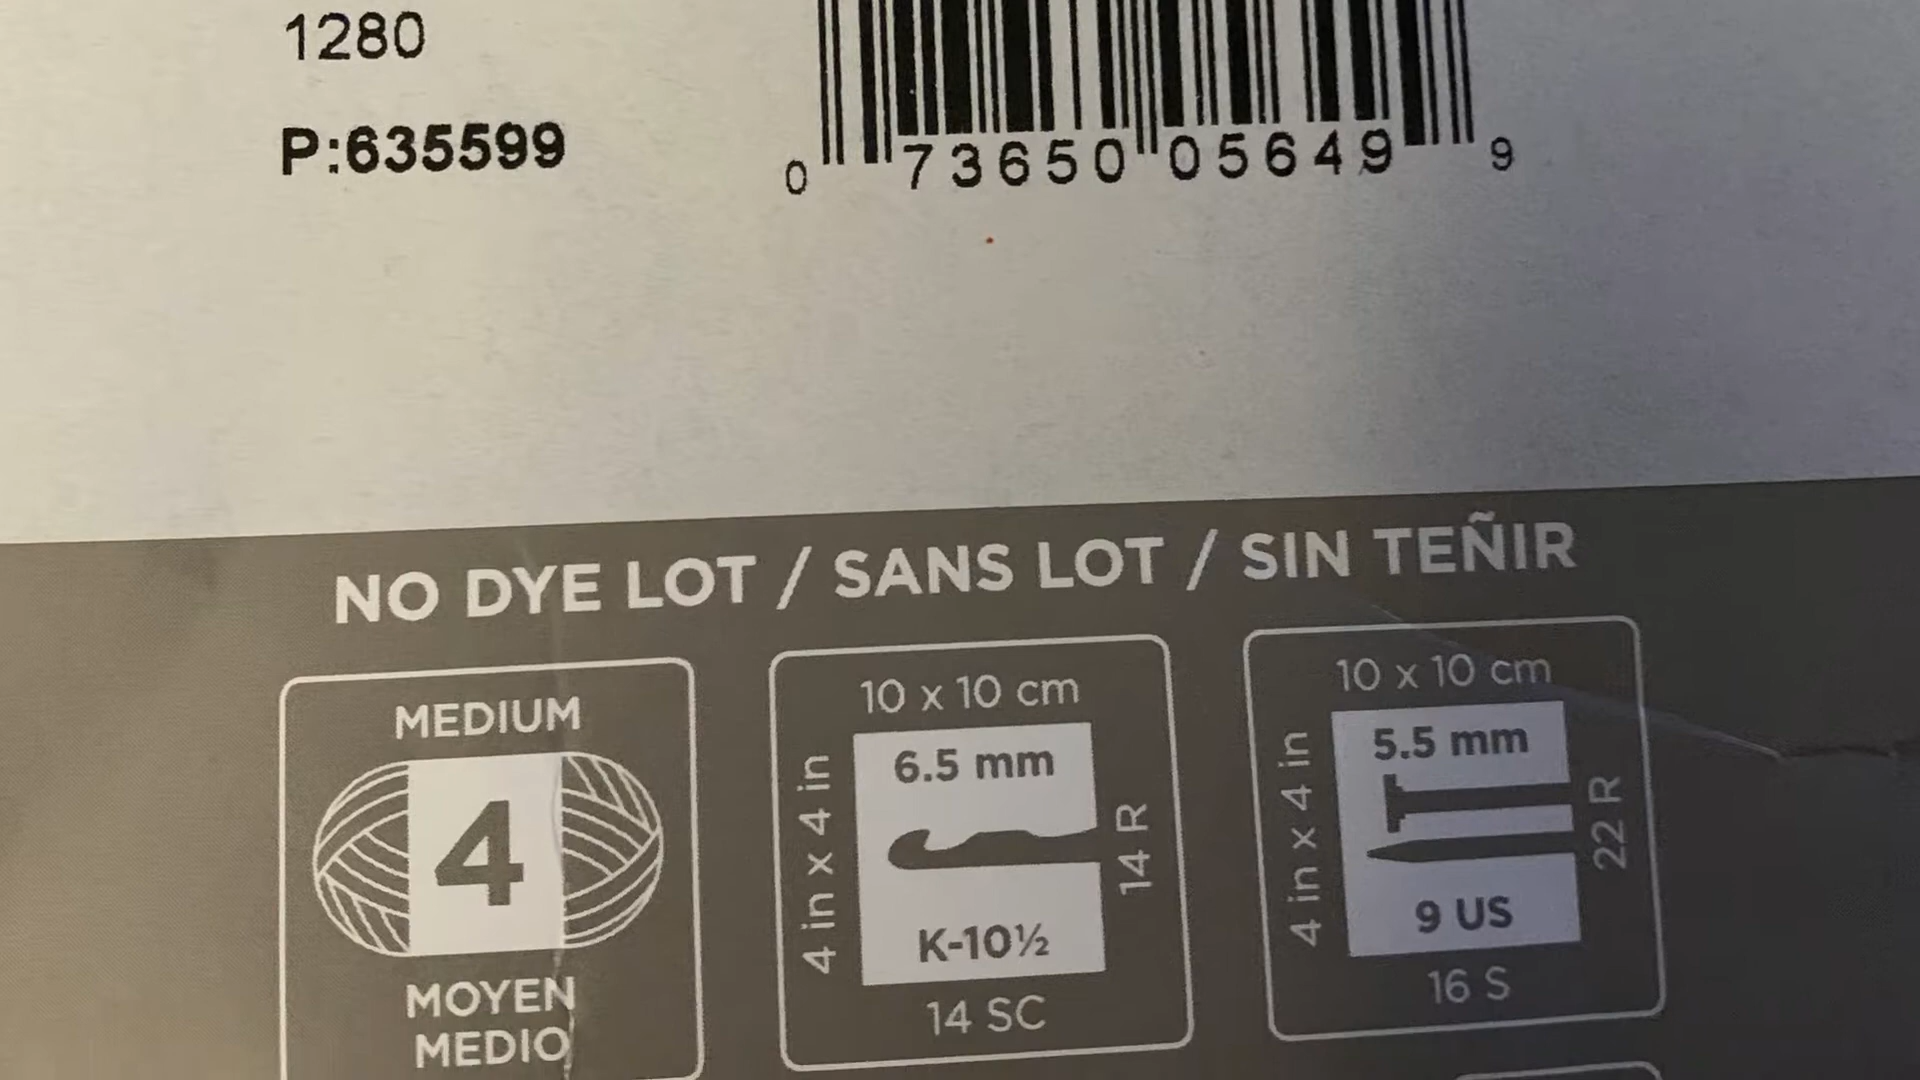 1280
P:635599
0 73650 05649 9
NO DYE LOT / SANS LOT / SIN TEÑIR
MEDIUM
4
MOYEN
MEDIO
10 x 10 cm
4 in x 4 in
6.5 mm
K-10½
14 R
14 SC
10 x 10 cm
4 in x 4 in
5.5 mm
9 US
22 R
16 S